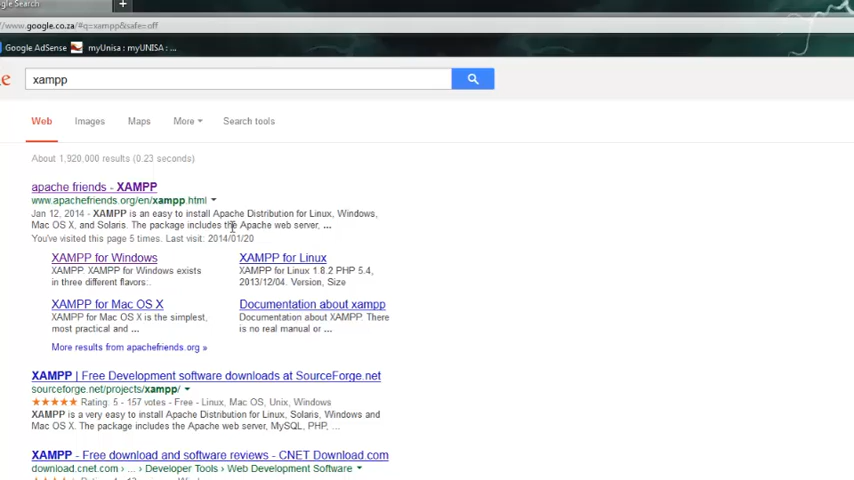 gle Search
//www.google.co.za/#q=xampp&safe=off
Google AdSense myUnisa : myUNISA : ...
e xampp
Web Images Maps More Search tools
About 1,920,000 results (0.23 seconds)
apache friends - XAMPP
www.apachefriends.org/en/xampp.html
Jan 12, 2014 - XAMPP is an easy to install Apache Distribution for Linux, Windows,
Mac OS X, and Solaris. The package includes the Apache web server, ...
You've visited this page 5 times. Last visit: 2014/01/20
XAMPP for Windows
XAMPP. XAMPP for Windows exists
in three different flavors:.
XAMPP for Linux
XAMPP for Linux 1.8.2 PHP 5.4,
2013/12/04. Version, Size
XAMPP for Mac OS X
XAMPP for Mac OS X is the simplest,
most practical and ...
Documentation about xampp
Documentation about XAMPP. There
is no real manual or ...
More results from apachefriends.org »
XAMPP | Free Development software downloads at SourceForge.net
sourceforge.net/projects/xampp/
Rating: 5 - 157 votes - Free - Linux, Mac OS, Unix, Windows
XAMPP is a very easy to install Apache Distribution for Linux, Solaris, Windows and
Mac OS X. The package includes the Apache web server, MySQL, PHP, ...
XAMPP - Free download and software reviews - CNET Download.com
download.cnet.com › ... › Developer Tools › Web Development Software